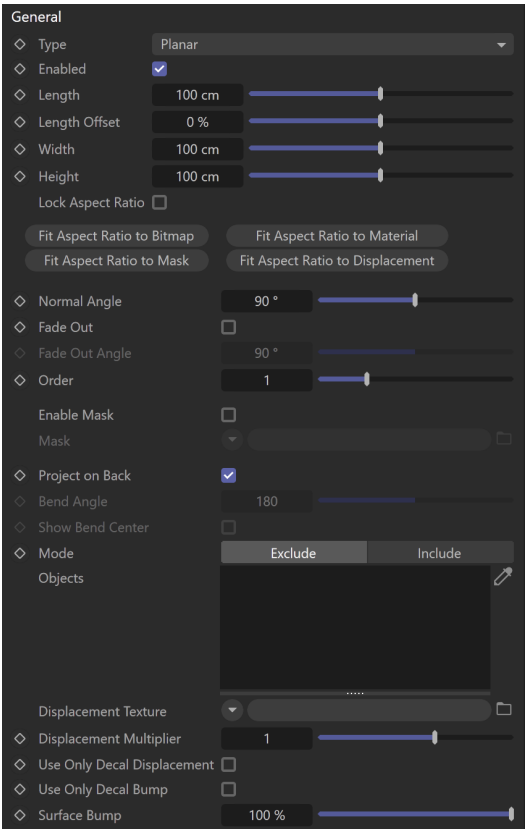 General
Type Planar
Enabled
Length 100 cm
Length Offset 0 %
Width 100 cm
Height 100 cm
Lock Aspect Ratio
Fit Aspect Ratio to Bitmap Fit Aspect Ratio to Material
Fit Aspect Ratio to Mask Fit Aspect Ratio to Displacement
Normal Angle 90 °
Fade Out
Fade Out Angle 90 °
Order 1
Enable Mask
Mask
Project on Back
Bend Angle 180
Show Bend Center
Mode Exclude Include
Objects
Displacement Texture
Displacement Multiplier 1
Use Only Decal Displacement
Use Only Decal Bump
Surface Bump 100 %